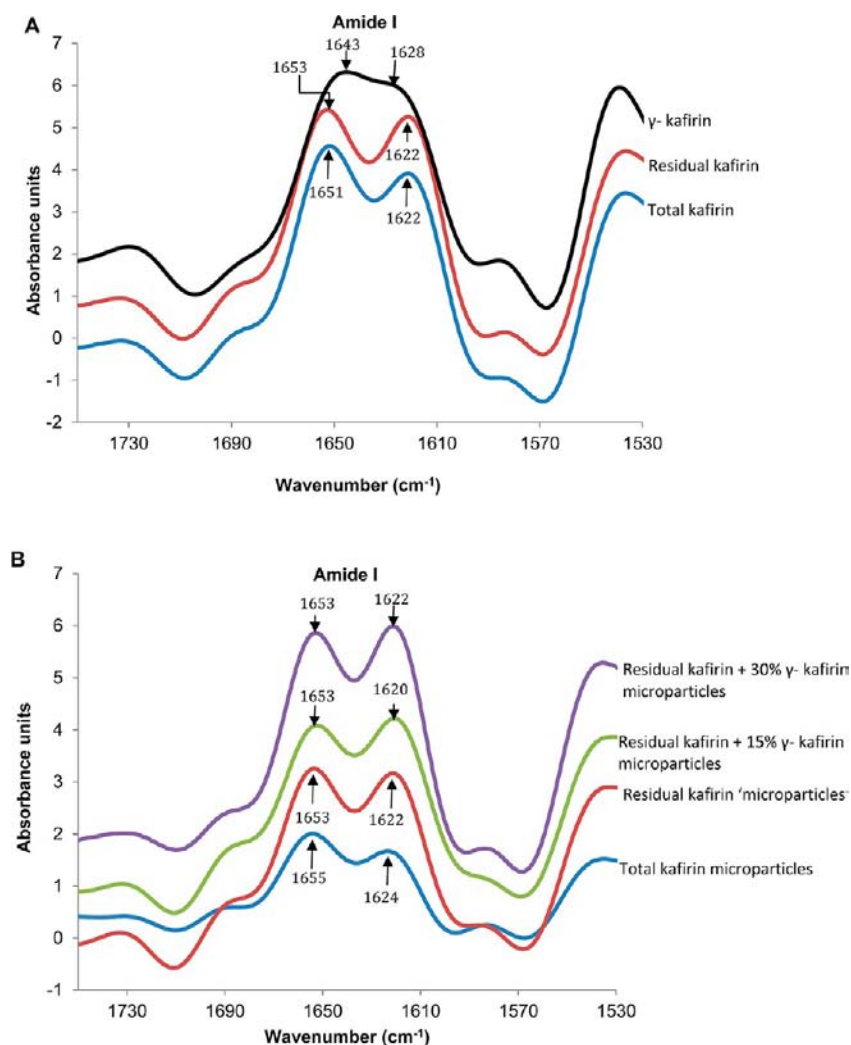 A
Amide I
7
6
5
4
3
2
1
0
-1
-2
Absorbance units
1643
1653
1628
1622
1651
1622
γ- kafirin
Residual kafirin
Total kafirin
1730 1690 1650 1610 1570 1530
Wavenumber (cm⁻¹)
B
Amide I
7
6
5
4
3
2
1
0
-1
Absorbance units
1653 1622
1653 1620
1653 1622
1655 1624
Residual kafirin + 30% γ- kafirin
microparticles
Residual kafirin + 15% γ- kafirin
microparticles
Residual kafirin ‘microparticles’
Total kafirin microparticles
1730 1690 1650 1610 1570 1530
Wavenumber (cm⁻¹)